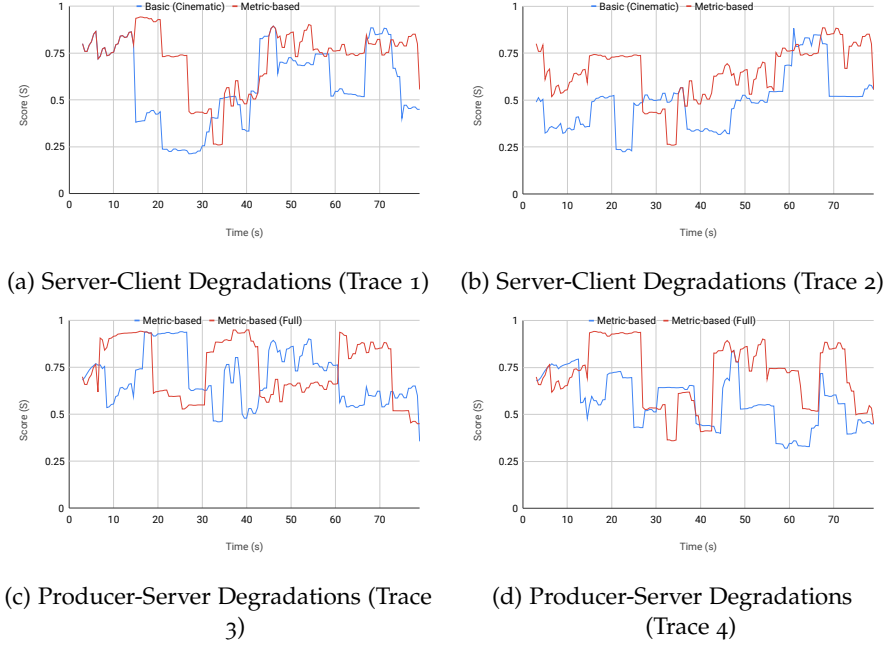 Basic (Cinematic) Metric-based
1
0.75
0.5
0.25
0
Score (S)
0 10 20 30 40 50 60 70
Time (s)
(a) Server-Client Degradations (Trace 1)
Basic (Cinematic) Metric-based
1
0.75
0.5
0.25
0
Score (S)
0 10 20 30 40 50 60 70
Time (s)
(b) Server-Client Degradations (Trace 2)
Metric-based Metric-based (Full)
1
0.75
0.5
0.25
0
Score (S)
0 10 20 30 40 50 60 70
Time (s)
(c) Producer-Server Degradations (Trace
3)
Metric-based Metric-based (Full)
1
0.75
0.5
0.25
0
Score (S)
0 10 20 30 40 50 60 70
Time (s)
(d) Producer-Server Degradations
(Trace 4)